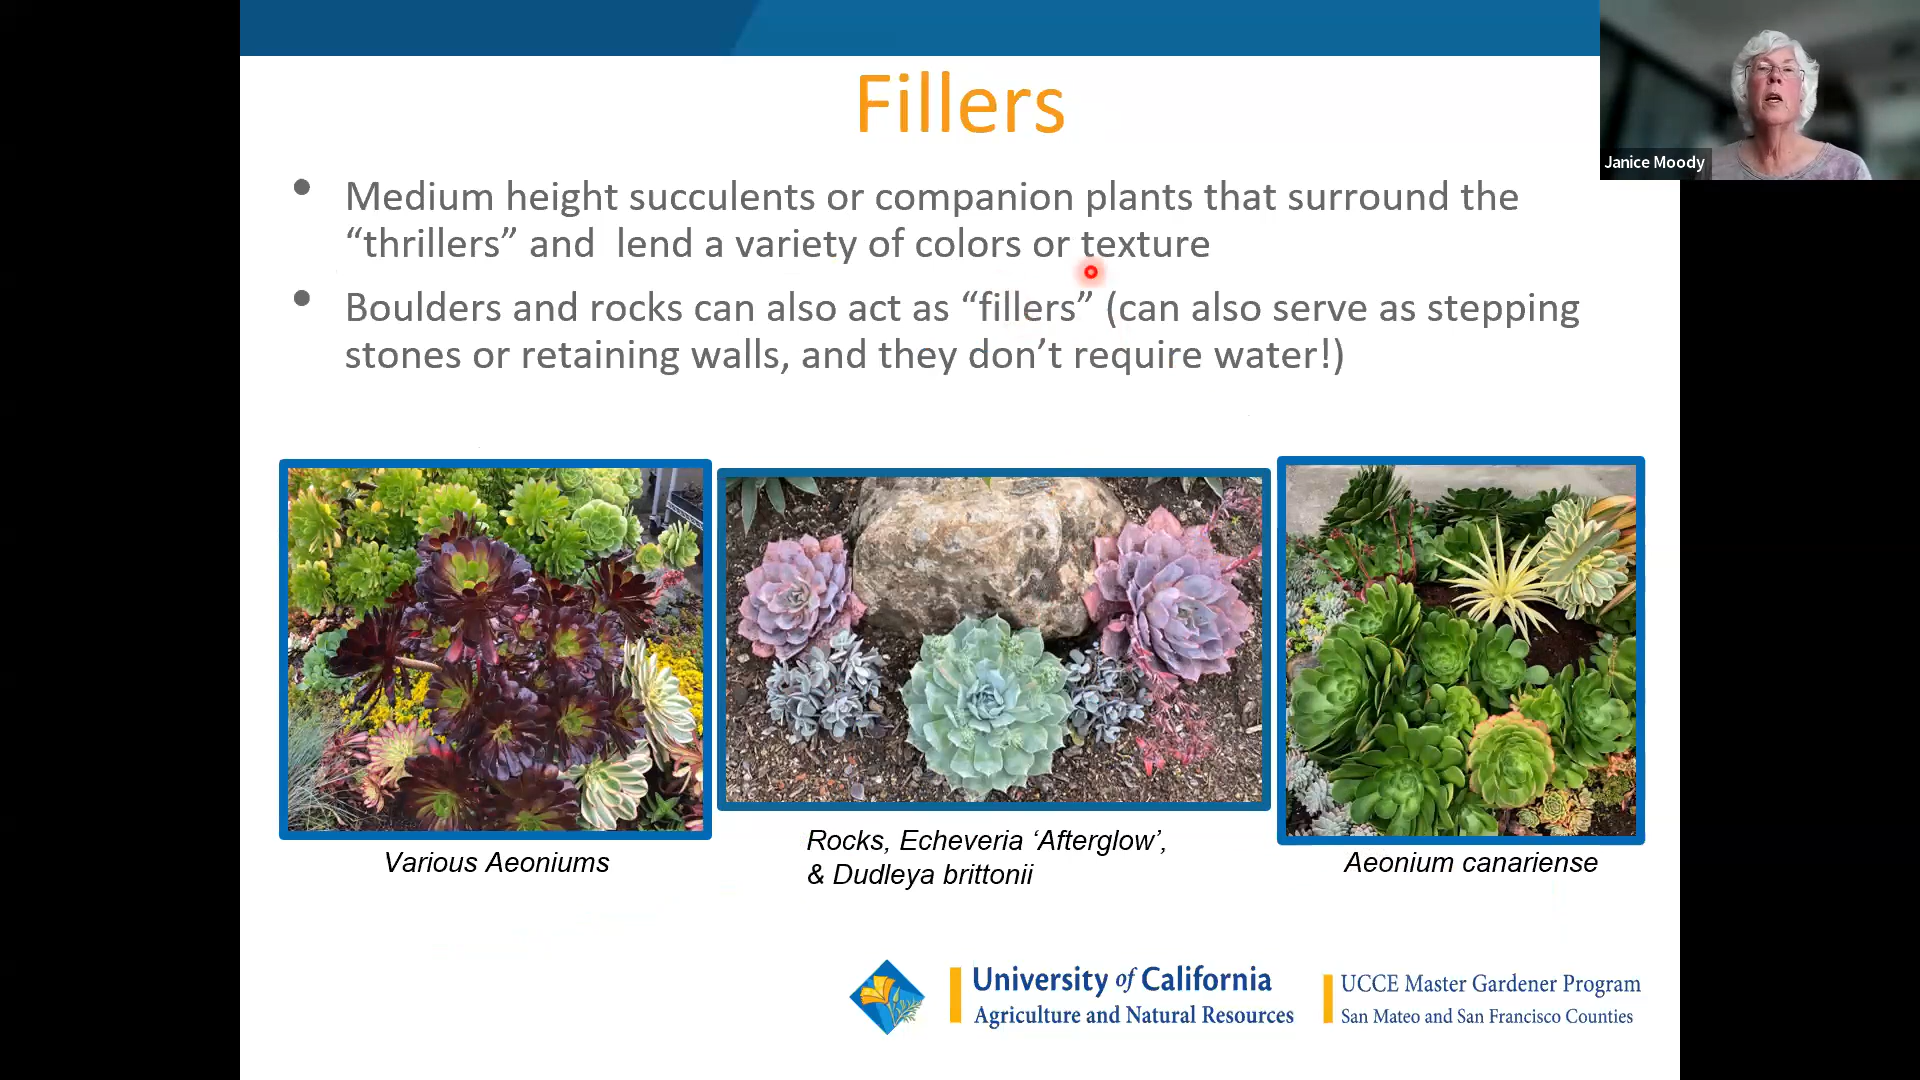 Fillers
Janice Moody
• Medium height succulents or companion plants that surround the
“thrillers” and  lend a variety of colors or texture
• Boulders and rocks can also act as “fillers” (can also serve as stepping
stones or retaining walls, and they don’t require water!)
Various Aeoniums
Rocks, Echeveria ‘Afterglow’,
& Dudleya brittonii
Aeonium canariense
University of California
Agriculture and Natural Resources
UCCE Master Gardener Program
San Mateo and San Francisco Counties